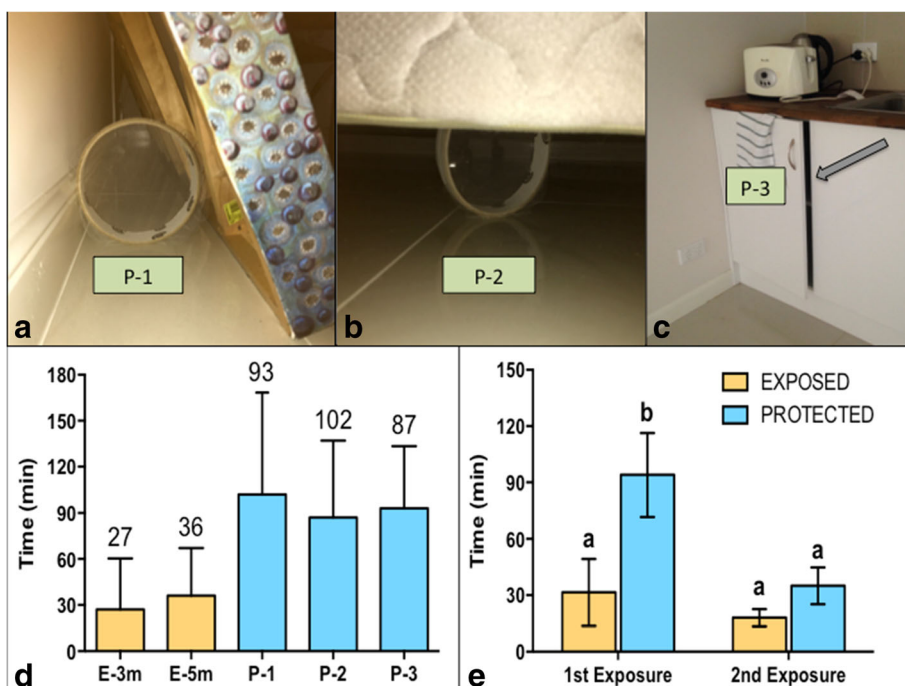 P-1
a
P-2
b
P-3
c
Time (min)
180
150
120
90
60
30
0
27
36
93
102
87
E-3m
E-5m
P-1
P-2
P-3
d
Time (min)
150
120
90
60
30
0
EXPOSED
PROTECTED
a
b
a
a
1st Exposure
2nd Exposure
e